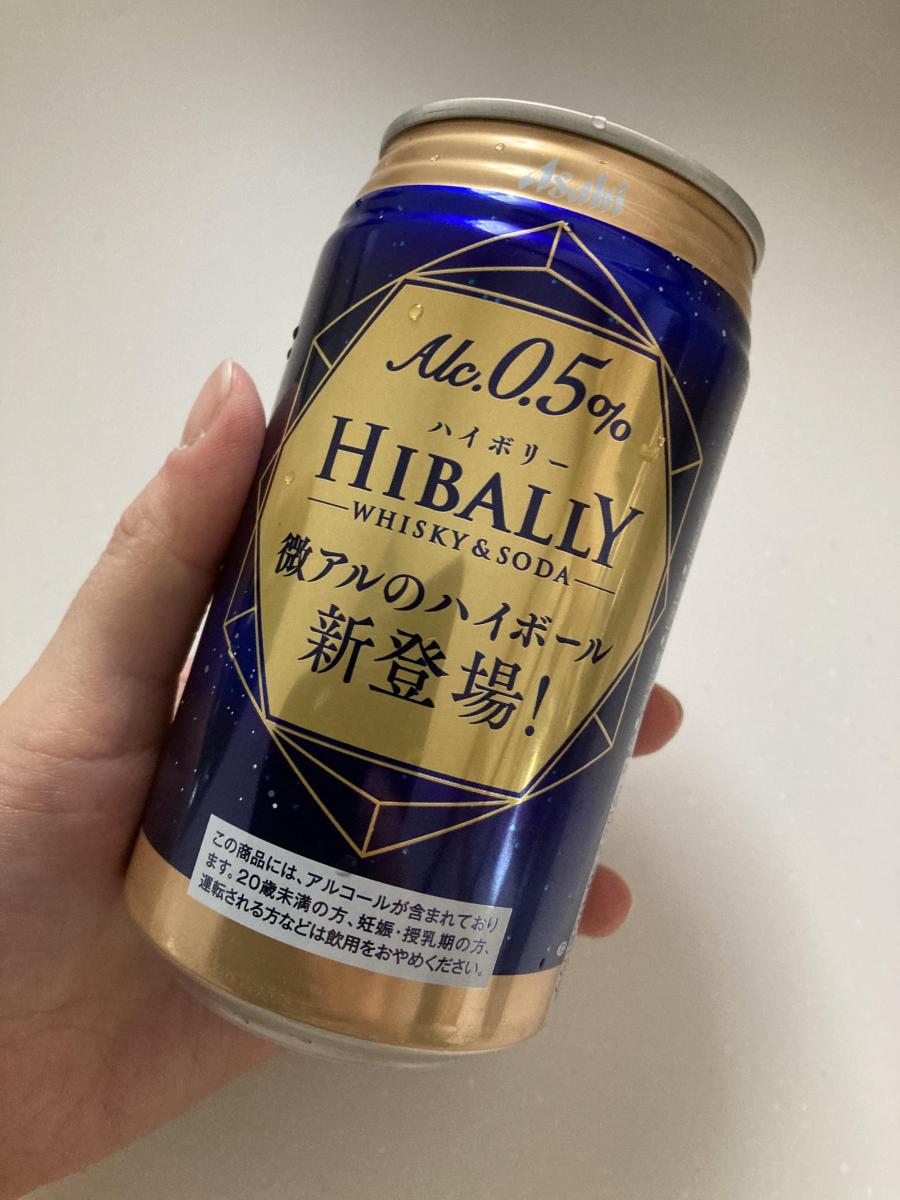 Asahi
Alc.0.5%
ハイボリー
HIBALLY
WHISKY & SODA
微アルのハイボール
新登場!
この商品には、アルコールが含まれており
ます。20歳未満の方、妊娠・授乳期の方、
運転される方などは飲用をおやめください。